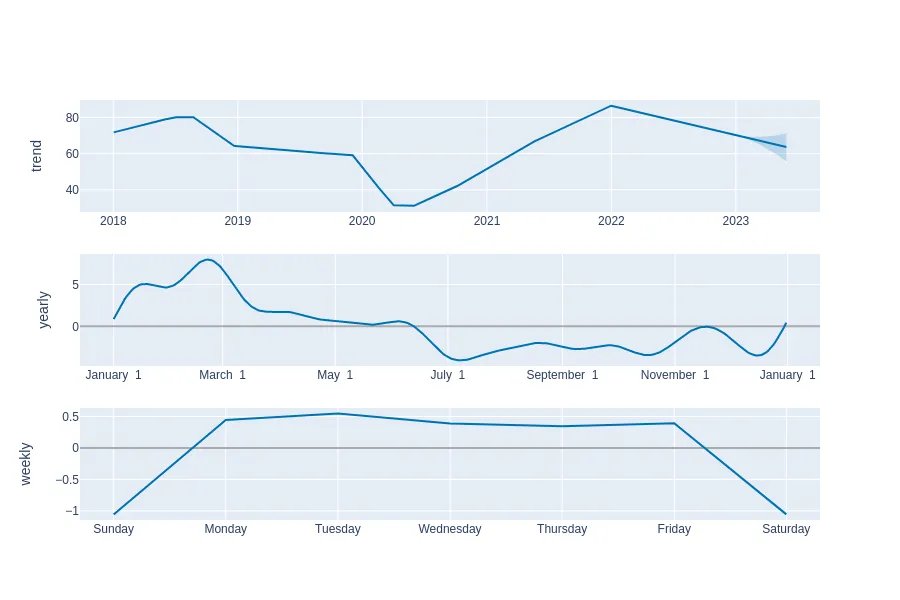 trend
80
60
40
2018 2019 2020 2021 2022 2023
yearly
5
0
January 1 March 1 May 1 July 1 September 1 November 1 January 1
weekly
0.5
0
−0.5
−1
Sunday Monday Tuesday Wednesday Thursday Friday Saturday